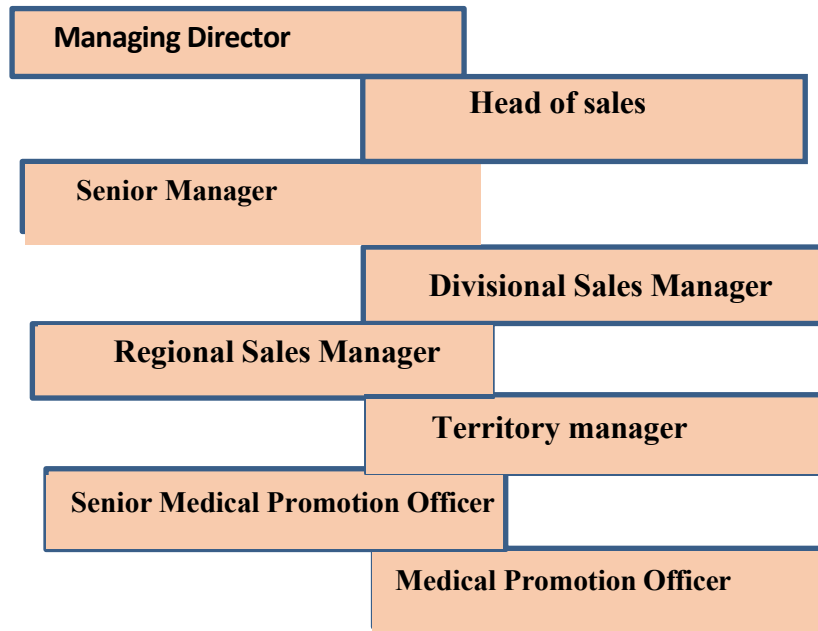 Managing Director
Head of sales
Senior Manager
Divisional Sales Manager
Regional Sales Manager
Territory manager
Senior Medical Promotion Officer
Medical Promotion Officer